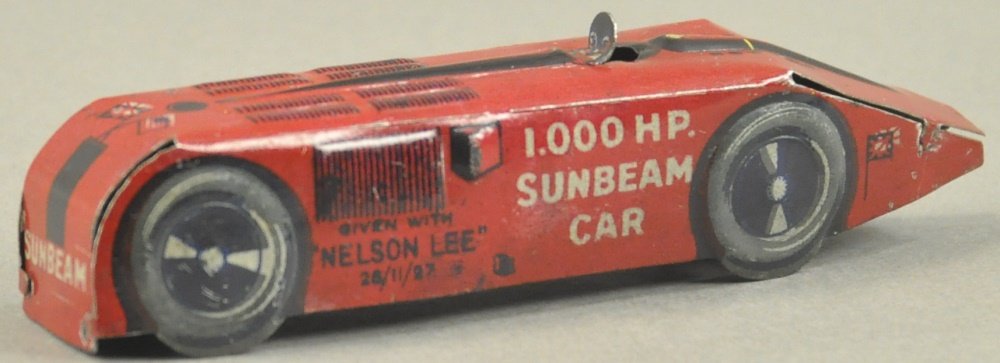 1.000 HP.
SUNBEAM
CAR
GIVEN WITH
"NELSON LEE"
26/11/27
SUNBEAM